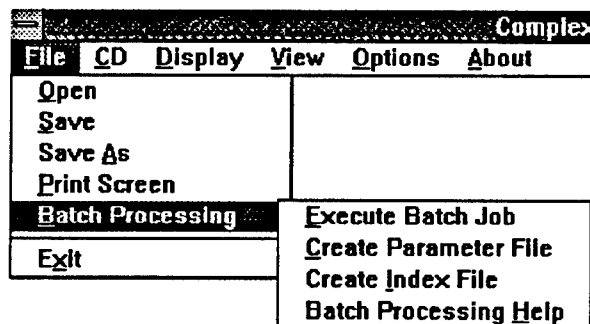 Complex
File CD Display View Options About
Open
Save
Save As
Print Screen
Batch Processing
Exit
Execute Batch Job
Create Parameter File
Create Index File
Batch Processing Help